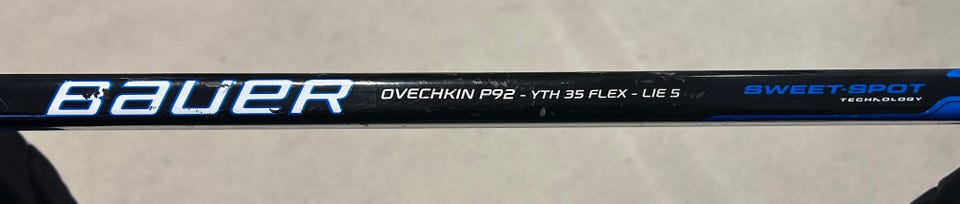 BAUER
OVECHKIN P92 - YTH 35 FLEX - LIE 5
SWEET-SPOT
TECHNOLOGY